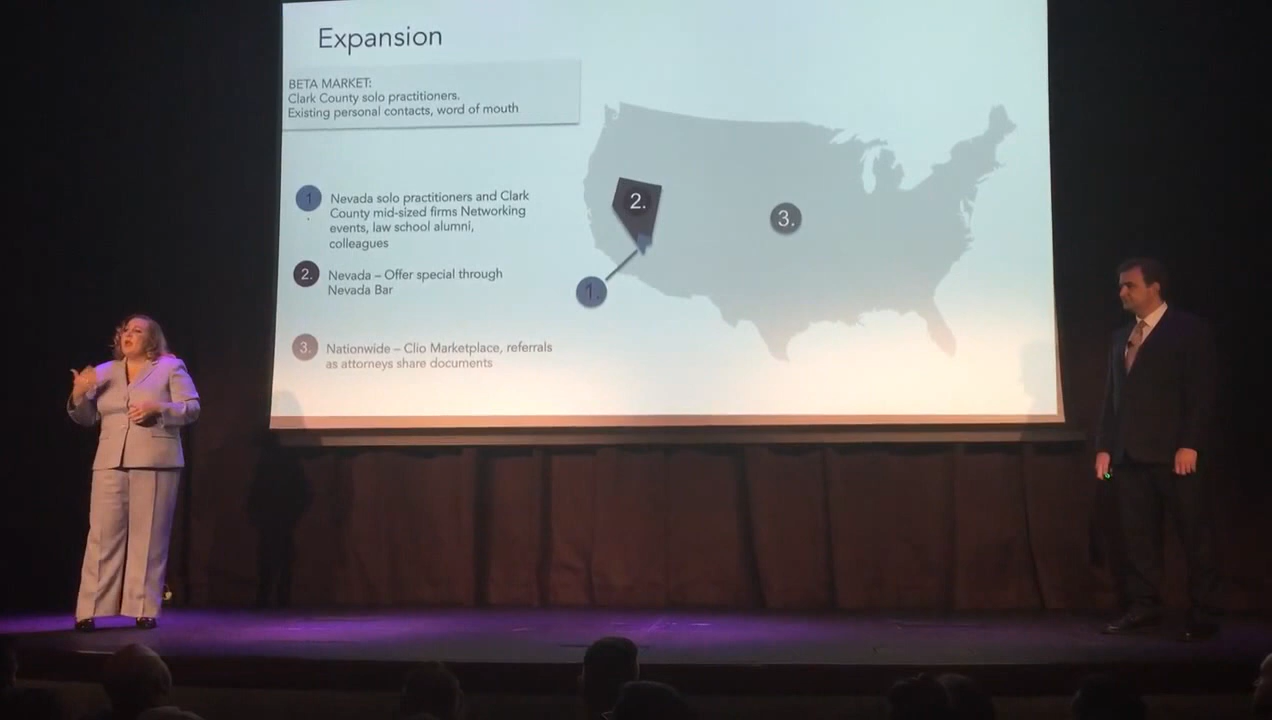 Expansion
BETA MARKET:
Clark County solo practitioners.
Existing personal contacts, word of mouth
1
Nevada solo practitioners and Clark
County mid-sized firms Networking
events, law school alumni,
colleagues
2.
Nevada – Offer special through
Nevada Bar
3.
Nationwide – Clio Marketplace, referrals
as attorneys share documents
2.
3.
1.